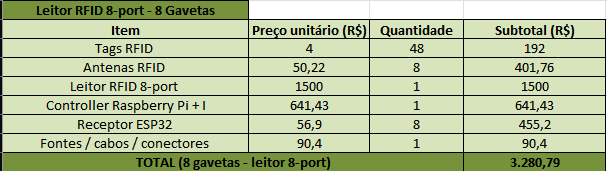 Leitor RFID 8-port - 8 Gavetas
Item Preço unitário (R$) Quantidade Subtotal (R$)
Tags RFID 4 48 192
Antenas RFID 50,22 8 401,76
Leitor RFID 8-port 1500 1 1500
Controller Raspberry Pi + I 641,43 1 641,43
Receptor ESP32 56,9 8 455,2
Fontes / cabos / conectores 90,4 1 90,4
TOTAL (8 gavetas - leitor 8-port) 3.280,79